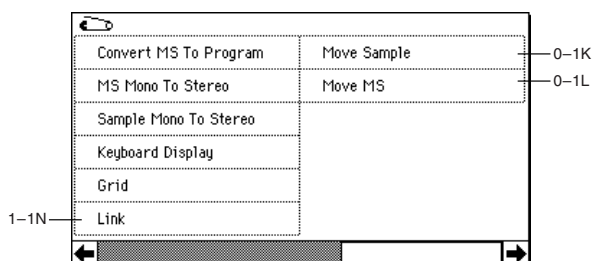 Convert MS To Program Move Sample 0–1K
MS Mono To Stereo Move MS 0–1L
Sample Mono To Stereo
Keyboard Display
Grid
1–1N Link